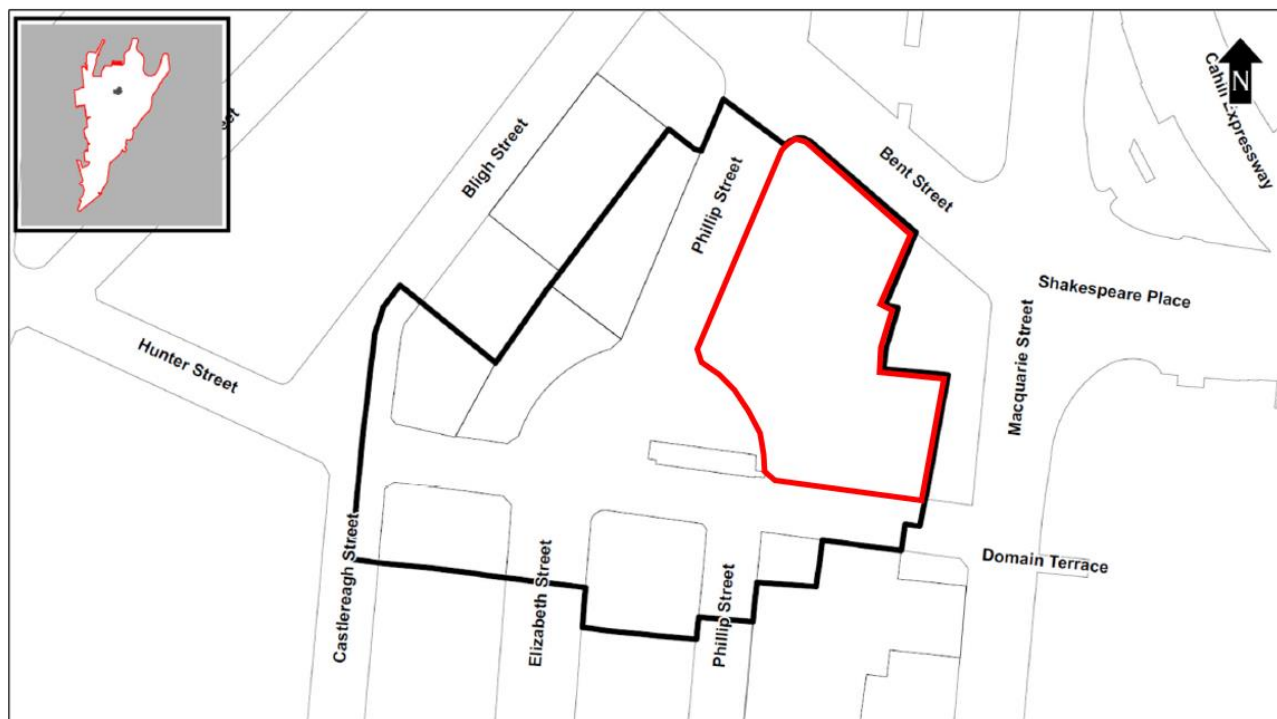 Cahill Expressway
N
et
Bligh Street
Bent Street
Phillip Street
Shakespeare Place
Hunter Street
Macquarie Street
Castlereagh Street
Elizabeth Street
Phillip Street
Domain Terrace